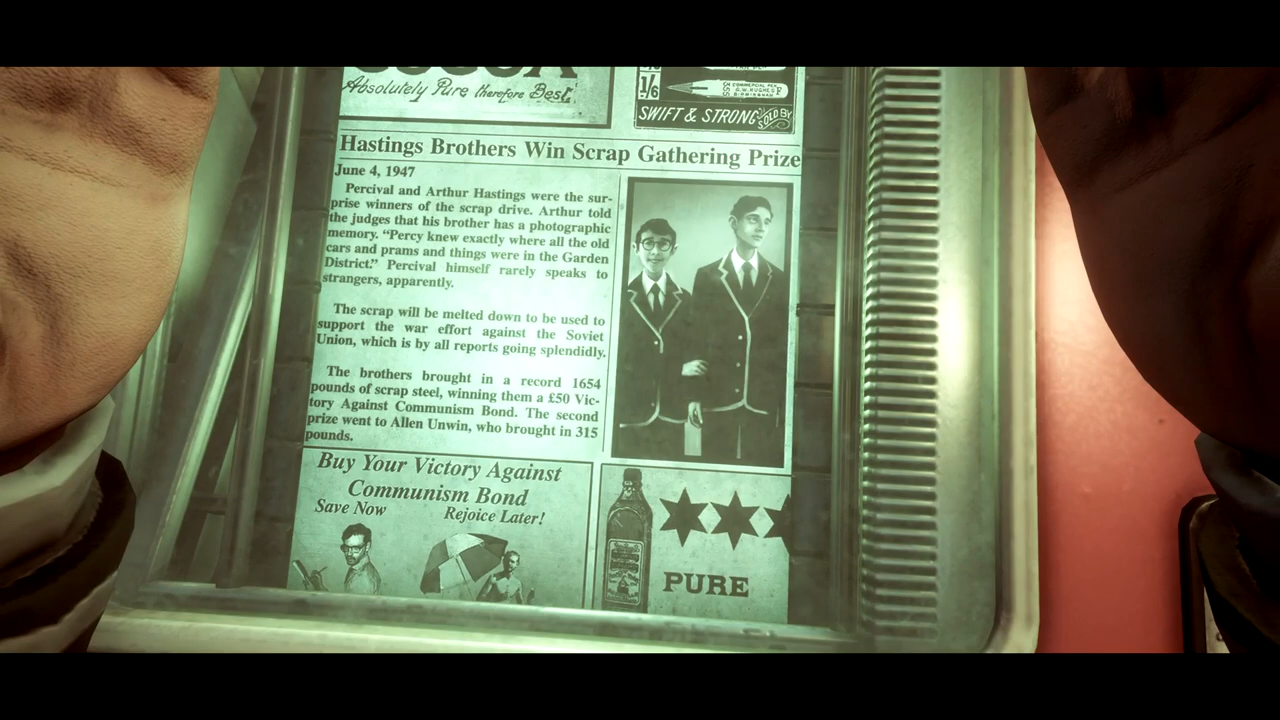 COCOA
Absolutely Pure therefore Best.
1/6
SWIFT & STRONG
SOLD BY
Hastings Brothers Win Scrap Gathering Prize
June 4, 1947
Percival and Arthur Hastings were the sur-
prise winners of the scrap drive. Arthur told
the judges that his brother has a photographic
memory. “Percy knew exactly where all the old
cars and prams and things were in the Garden
District.” Percival himself rarely speaks to
strangers, apparently.
The scrap will be melted down to be used to
support the war effort against the Soviet
Union, which is by all reports going splendidly.
The brothers brought in a record 1654
pounds of scrap steel, winning them a £50 Vic-
tory Against Communism Bond. The second
prize went to Allen Unwin, who brought in 315
pounds.
Buy Your Victory Against
Communism Bond
Save Now
Rejoice Later!
PURE